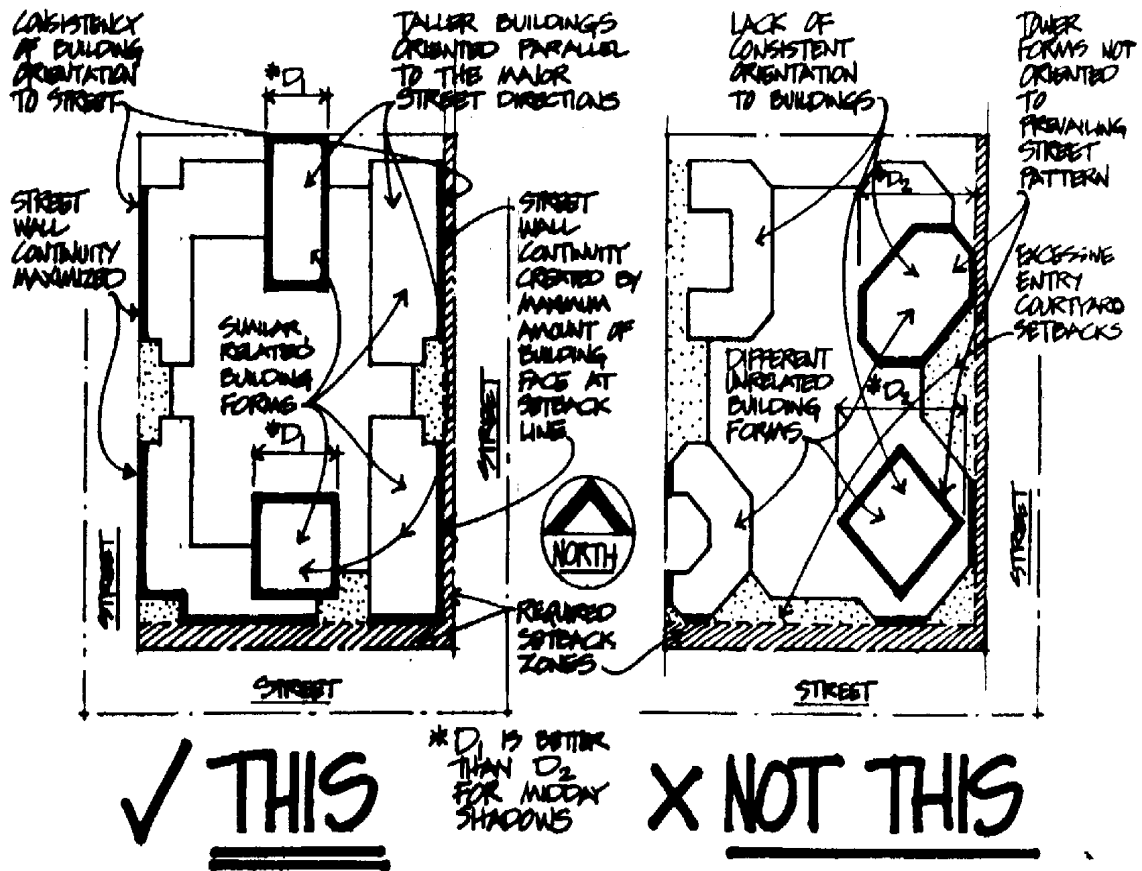 CONSISTENCY
OF BUILDING
ORIENTATION
TO STREET
TALLER BUILDINGS
ORIENTED PARALLEL
TO THE MAJOR
STREET DIRECTIONS
*D1
STREET
WALL
CONTINUITY
MAXIMIZED
STREET
WALL
CONTINUITY
CREATED BY
MAXIMUM
AMOUNT OF
BUILDING
FACE AT
SETBACK
LINE
SIMILAR
RELATED
BUILDING
FORMS
*D1
STREET
STREET
STREET
NORTH
REQUIRED
SETBACK
ZONES
LACK OF
CONSISTENT
ORIENTATION
TO BUILDINGS
TOWER
FORMS NOT
ORIENTED
TO
PREVAILING
STREET
PATTERN
*D2
EXCESSIVE
ENTRY
COURTYARD
SETBACKS
DIFFERENT
UNRELATED
BUILDING
FORMS
*D2
STREET
STREET
✓ THIS
* D1 IS BETTER
THAN D2
FOR MIDDAY
SHADOWS
X NOT THIS